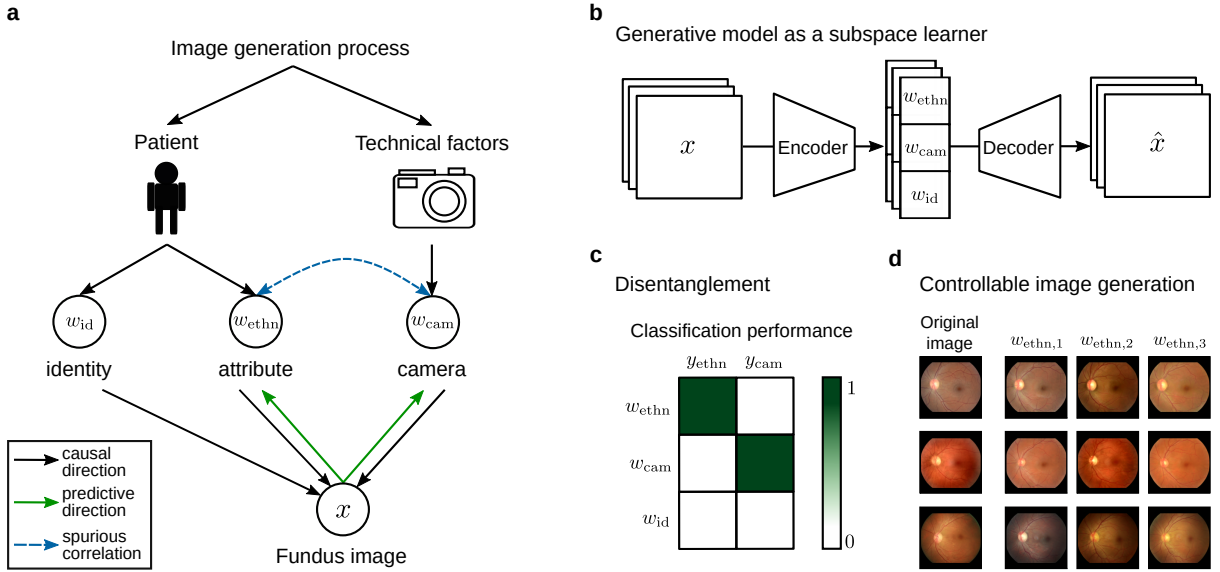 a
Image generation process
Patient
Technical factors
w_id
w_ethn
w_cam
identity
attribute
camera
causal
direction
predictive
direction
spurious
correlation
x
Fundus image
b
Generative model as a subspace learner
x
Encoder
w_ethn
w_cam
w_id
Decoder
x̂
c
Disentanglement
Classification performance
y_ethn
y_cam
w_ethn
w_cam
w_id
1
0
d
Controllable image generation
Original
image
w_ethn,1
w_ethn,2
w_ethn,3